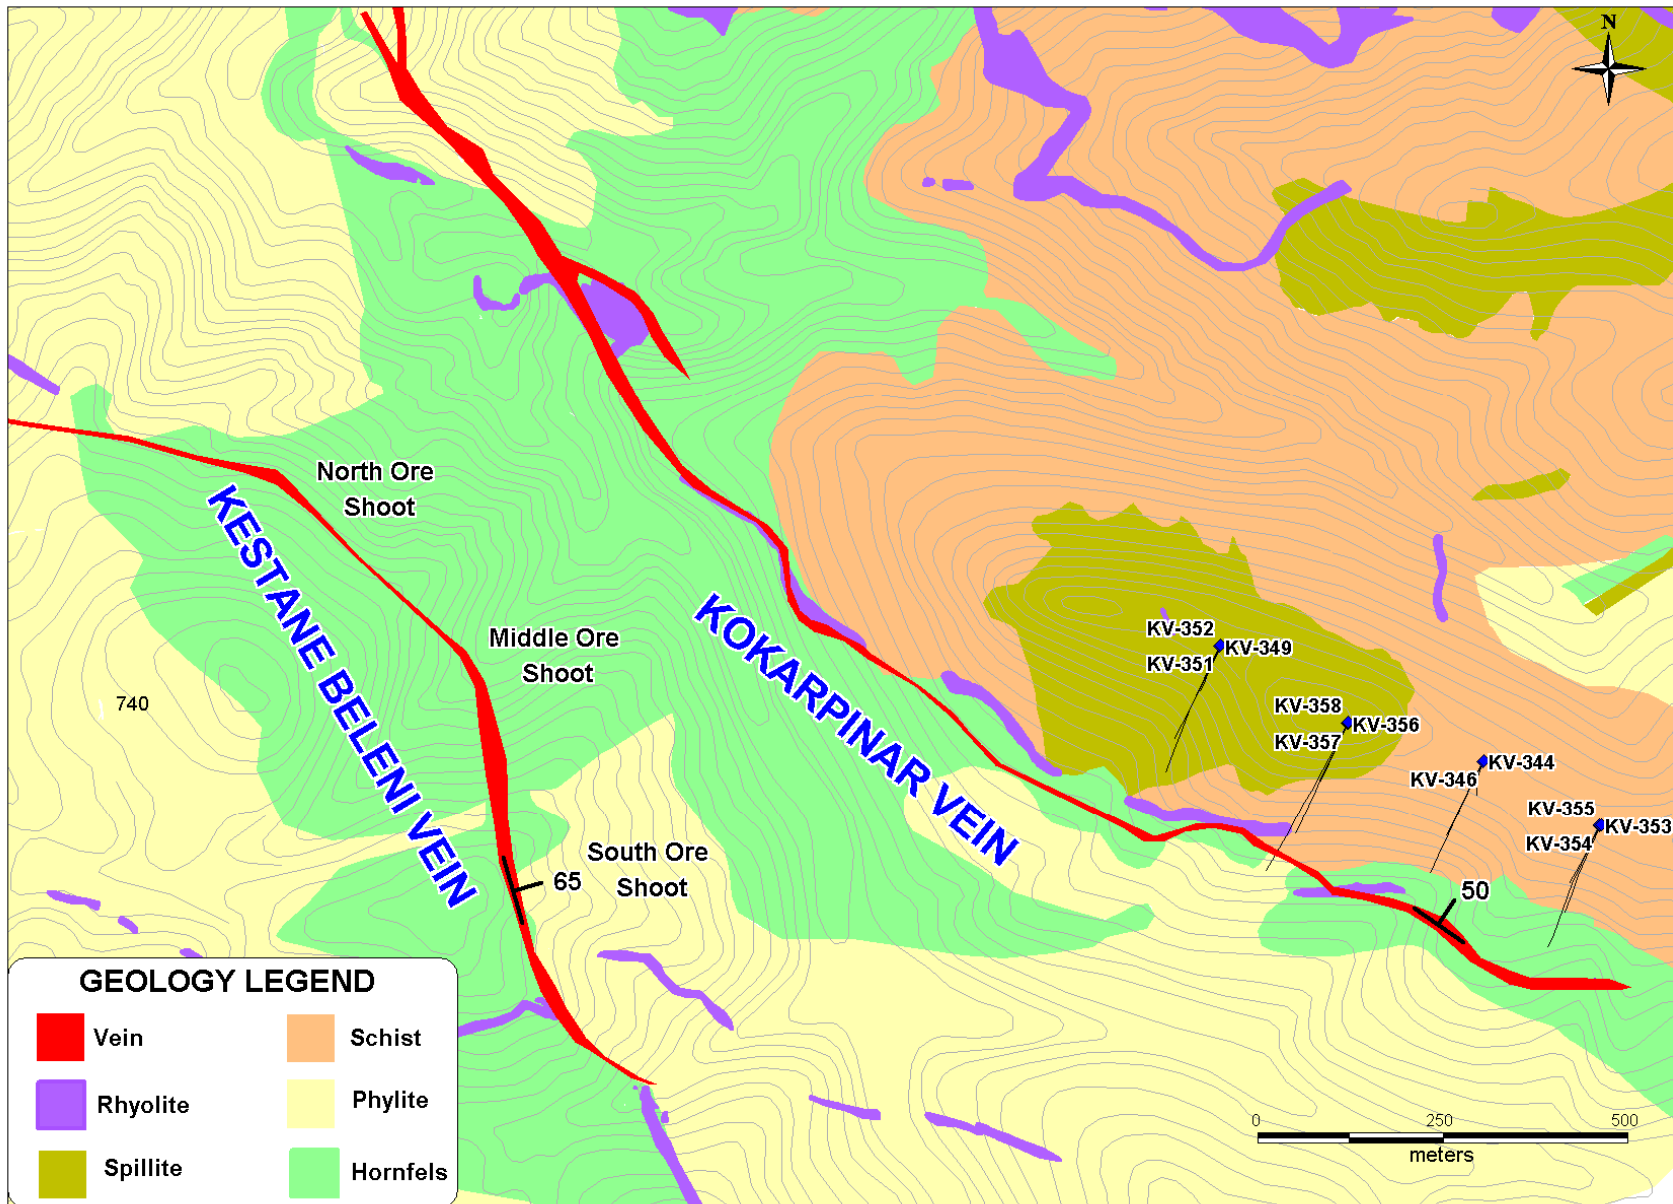 N
North Ore
Shoot
KESTANE BELENI VEIN
Middle Ore
Shoot
KOKARPINAR VEIN
740
South Ore
Shoot
65
KV-352
KV-349
KV-351
KV-358
KV-356
KV-357
KV-344
KV-346
KV-355
KV-353
KV-354
50
GEOLOGY LEGEND
Vein
Schist
Rhyolite
Phylite
Spillite
Hornfels
0 250 500
meters